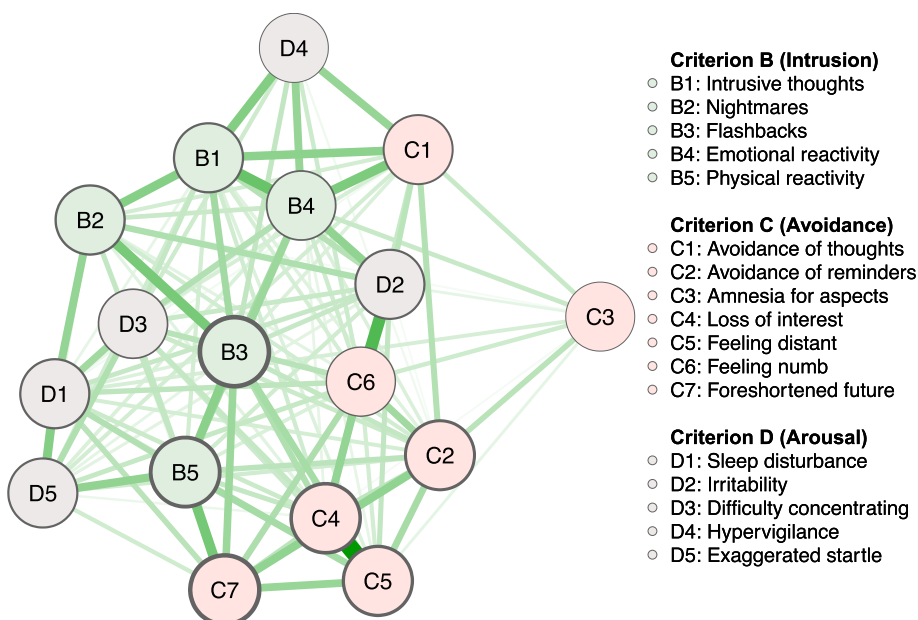 D4
B1
C1
B4
B2
D2
D3
B3
C3
C6
D1
C2
B5
D5
C4
C7
C5
Criterion B (Intrusion)
B1: Intrusive thoughts
B2: Nightmares
B3: Flashbacks
B4: Emotional reactivity
B5: Physical reactivity
Criterion C (Avoidance)
C1: Avoidance of thoughts
C2: Avoidance of reminders
C3: Amnesia for aspects
C4: Loss of interest
C5: Feeling distant
C6: Feeling numb
C7: Foreshortened future
Criterion D (Arousal)
D1: Sleep disturbance
D2: Irritability
D3: Difficulty concentrating
D4: Hypervigilance
D5: Exaggerated startle